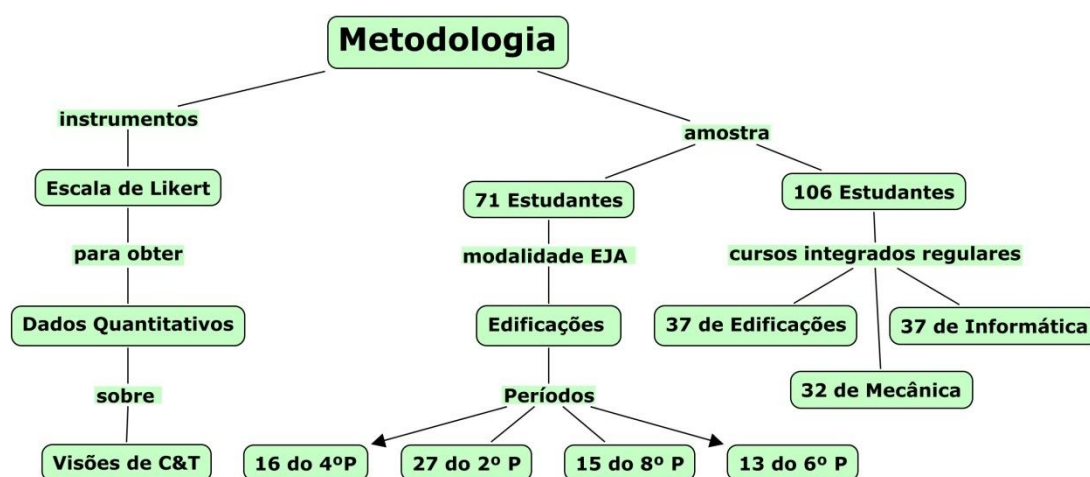 Metodologia
instrumentos
amostra
Escala de Likert
71 Estudantes
106 Estudantes
para obter
modalidade EJA
cursos integrados regulares
Dados Quantitativos
Edificações
37 de Edificações
37 de Informática
32 de Mecânica
sobre
Períodos
Visões de C&T
16 do 4ºP
27 do 2º P
15 do 8º P
13 do 6º P